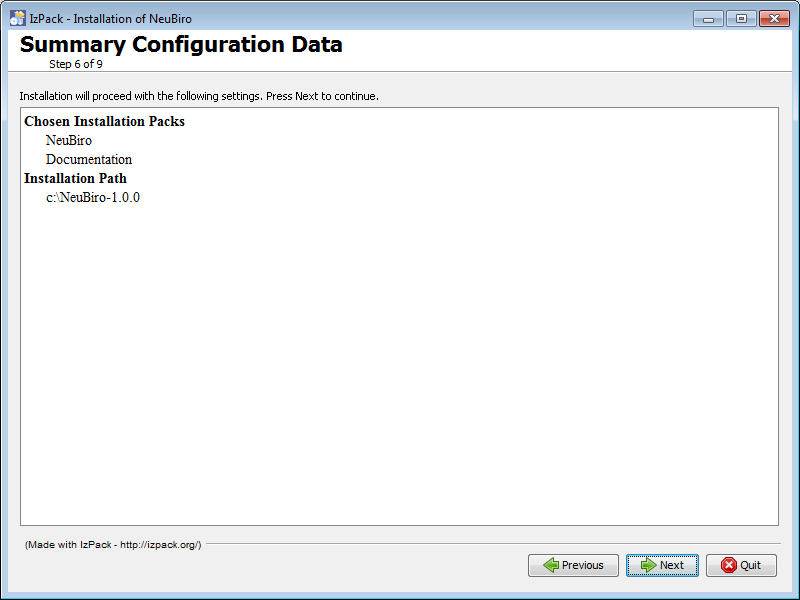 IzPack - Installation of NeuBiro
Summary Configuration Data
Step 6 of 9
Installation will proceed with the following settings. Press Next to continue.
Chosen Installation Packs
NeuBiro
Documentation
Installation Path
c:\NeuBiro-1.0.0
(Made with IzPack - http://izpack.org/)
Previous Next Quit